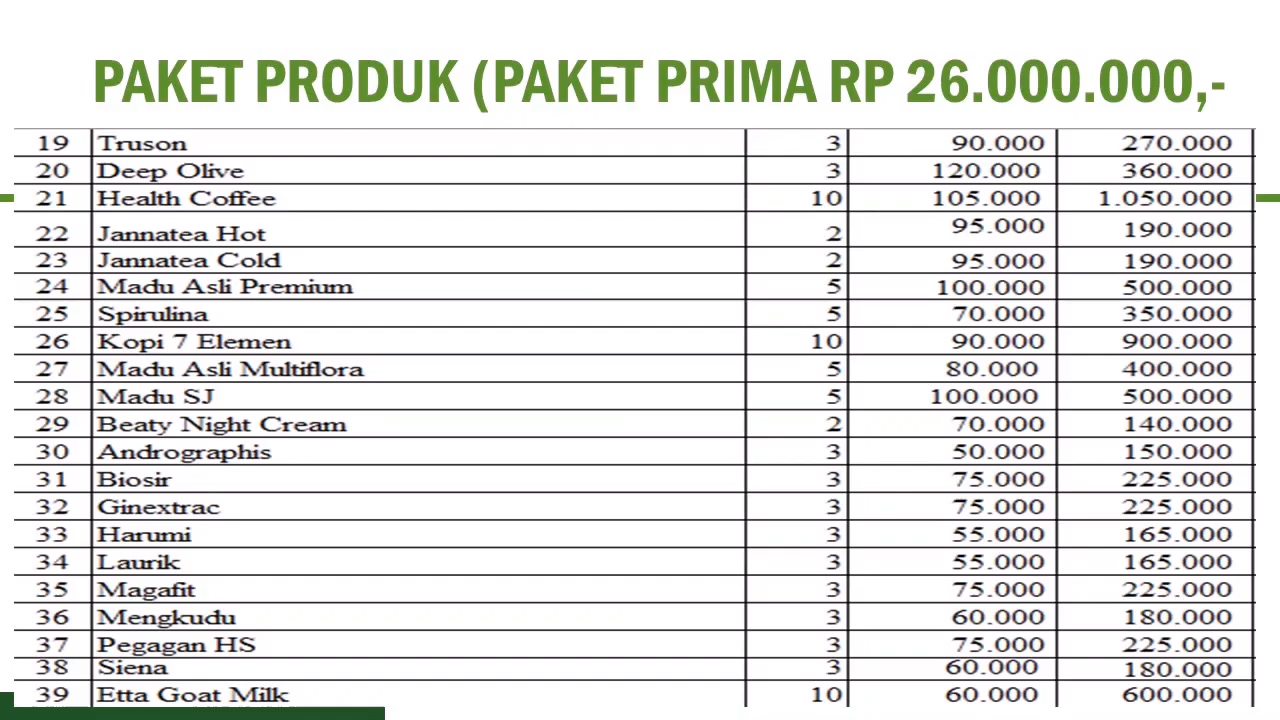 PAKET PRODUK (PAKET PRIMA RP 26.000.000,-
19 Truson 3 90.000 270.000
20 Deep Olive 3 120.000 360.000
21 Health Coffee 10 105.000 1.050.000
22 Jannatea Hot 2 95.000 190.000
23 Jannatea Cold 2 95.000 190.000
24 Madu Asli Premium 5 100.000 500.000
25 Spirulina 5 70.000 350.000
26 Kopi 7 Elemen 10 90.000 900.000
27 Madu Asli Multiflora 5 80.000 400.000
28 Madu SJ 5 100.000 500.000
29 Beaty Night Cream 2 70.000 140.000
30 Andrographis 3 50.000 150.000
31 Biosir 3 75.000 225.000
32 Ginextrac 3 75.000 225.000
33 Harumi 3 55.000 165.000
34 Laurik 3 55.000 165.000
35 Magafit 3 75.000 225.000
36 Mengkudu 3 60.000 180.000
37 Pegagan HS 3 75.000 225.000
38 Siena 3 60.000 180.000
39 Etta Goat Milk 10 60.000 600.000